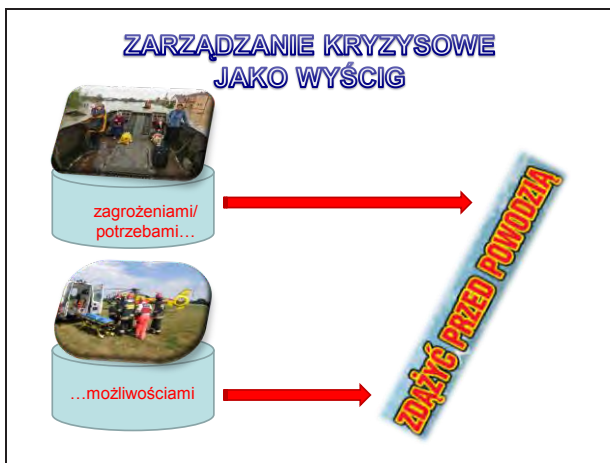 ZARZĄDZANIE KRYZYSOWE
JAKO WYŚCIG
zagrożeniami/
potrzebami…
…możliwościami
ZDĄŻYĆ PRZED POWODZIĄ